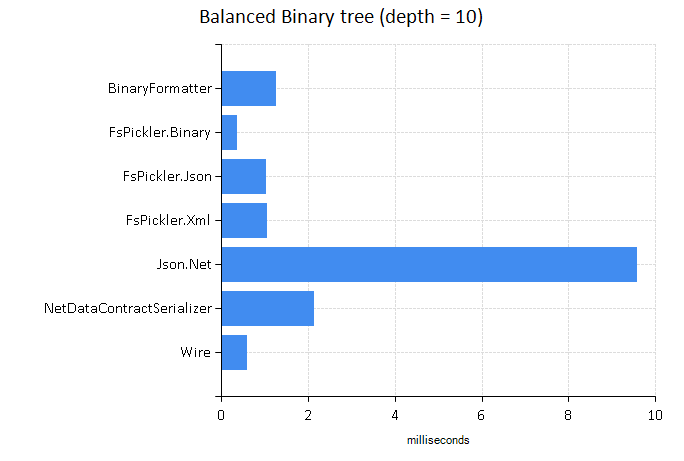 Balanced Binary tree (depth = 10)
BinaryFormatter
FsPickler.Binary
FsPickler.Json
FsPickler.Xml
Json.Net
NetDataContractSerializer
Wire
0 2 4 6 8 10
milliseconds